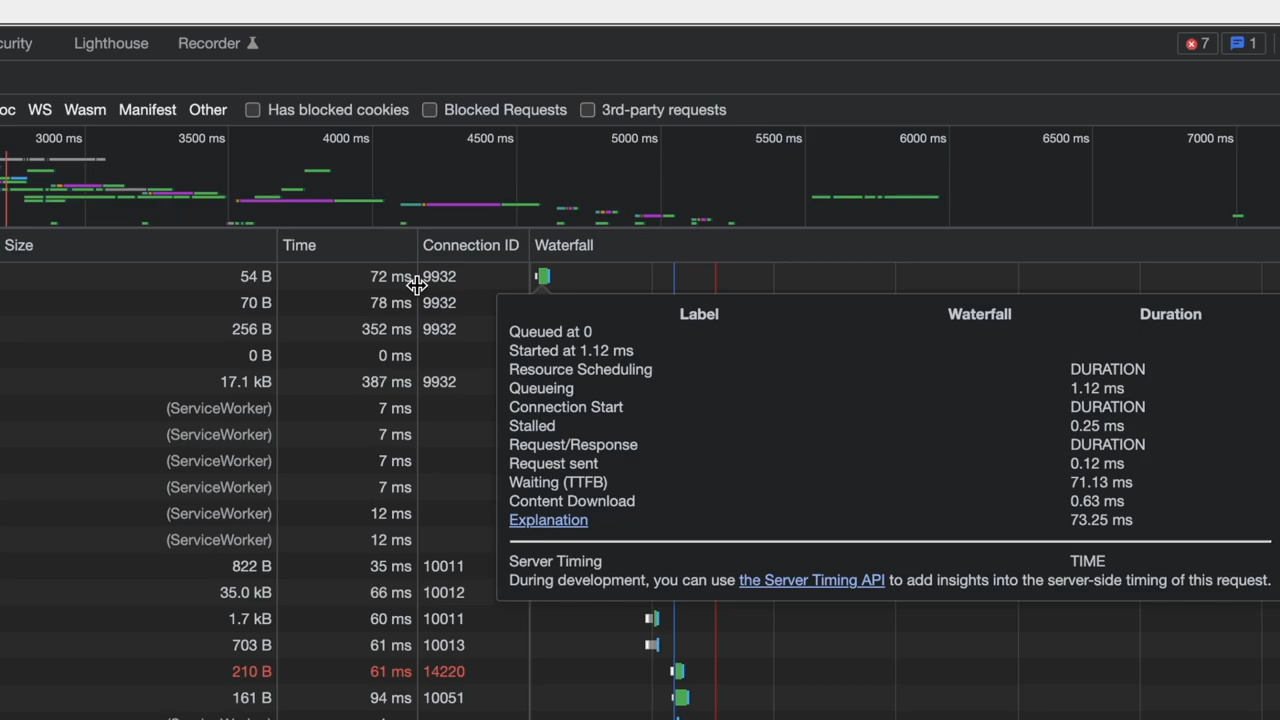 curity Lighthouse Recorder 7 1
oc WS Wasm Manifest Other Has blocked cookies Blocked Requests 3rd-party requests
3000 ms 3500 ms 4000 ms 4500 ms 5000 ms 5500 ms 6000 ms 6500 ms 7000 ms
Size Time Connection ID Waterfall
54 B 72 ms 9932
70 B 78 ms 9932
256 B 352 ms 9932
0 B 0 ms
17.1 kB 387 ms 9932
(ServiceWorker) 7 ms
(ServiceWorker) 7 ms
(ServiceWorker) 7 ms
(ServiceWorker) 7 ms
(ServiceWorker) 12 ms
(ServiceWorker) 12 ms
822 B 35 ms 10011
35.0 kB 66 ms 10012
1.7 kB 60 ms 10011
703 B 61 ms 10013
210 B 61 ms 14220
161 B 94 ms 10051
Label Waterfall Duration
Queued at 0
Started at 1.12 ms
Resource Scheduling DURATION
Queueing 1.12 ms
Connection Start DURATION
Stalled 0.25 ms
Request/Response DURATION
Request sent 0.12 ms
Waiting (TTFB) 71.13 ms
Content Download 0.63 ms
Explanation 73.25 ms
Server Timing TIME
During development, you can use the Server Timing API to add insights into the server-side timing of this request.